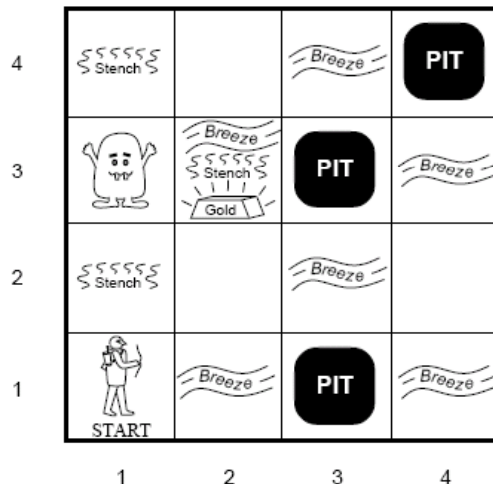 4
Stench
Breeze
PIT
3
Breeze
Stench
Gold
PIT
Breeze
2
Stench
Breeze
1
START
Breeze
PIT
Breeze
1 2 3 4